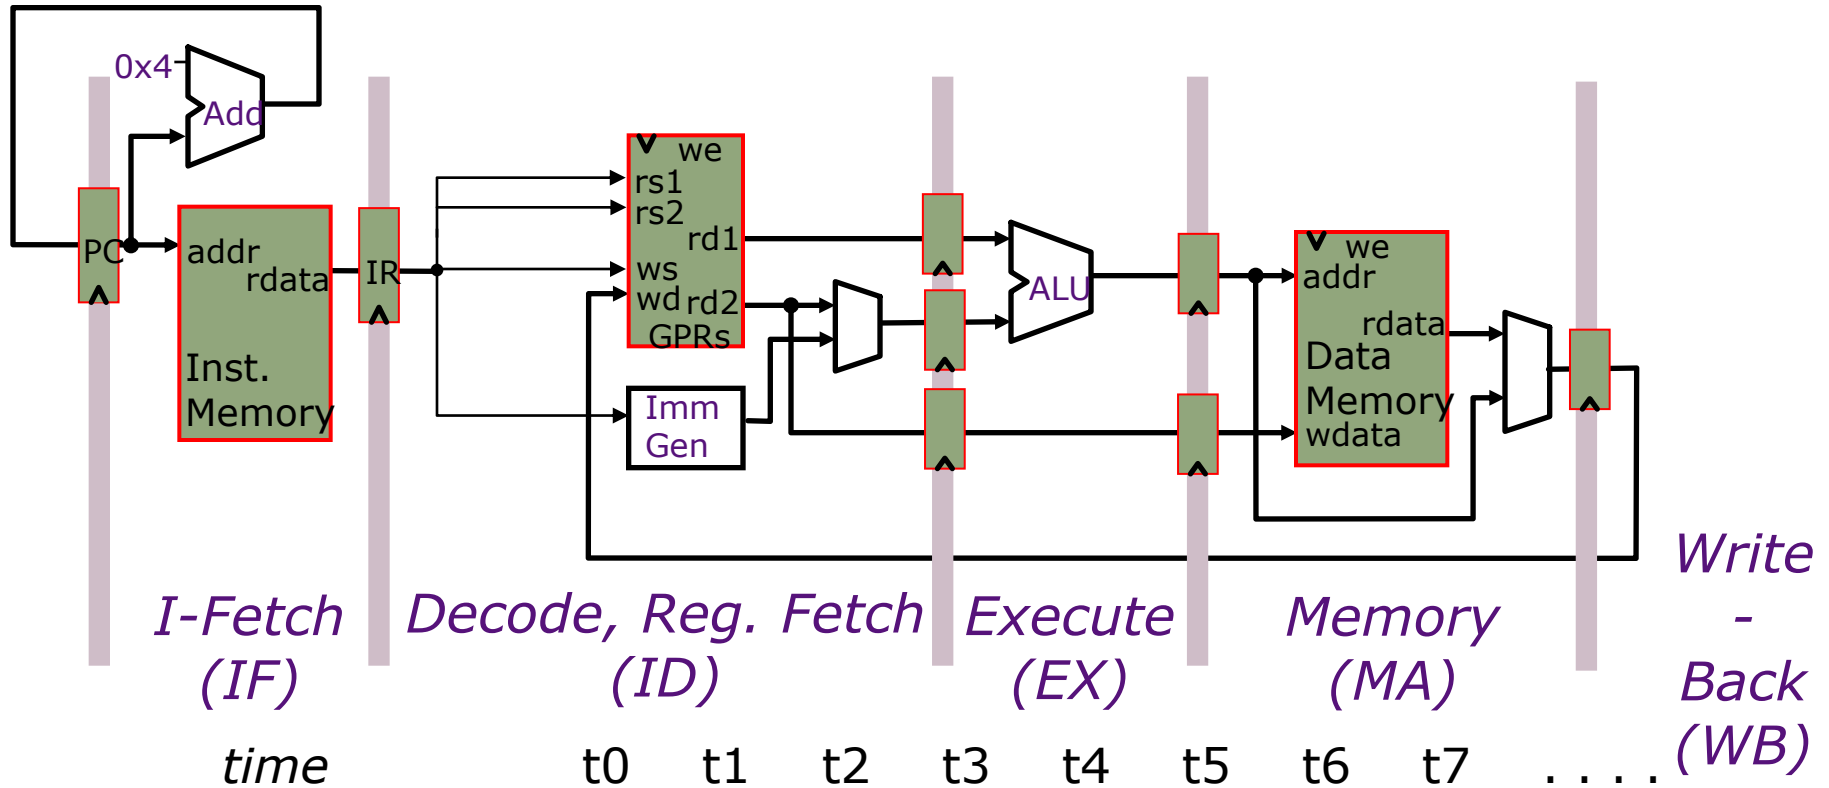 0x4
Add
PC
addr
rdata
Inst.
Memory
IR
we
rs1
rs2
rd1
ws
wd
rd2
GPRs
Imm
Gen
ALU
we
addr
rdata
Data
Memory
wdata
I-Fetch
(IF)
Decode, Reg. Fetch
(ID)
Execute
(EX)
Memory
(MA)
Write
-
Back
(WB)
time t0 t1 t2 t3 t4 t5 t6 t7 . . . .